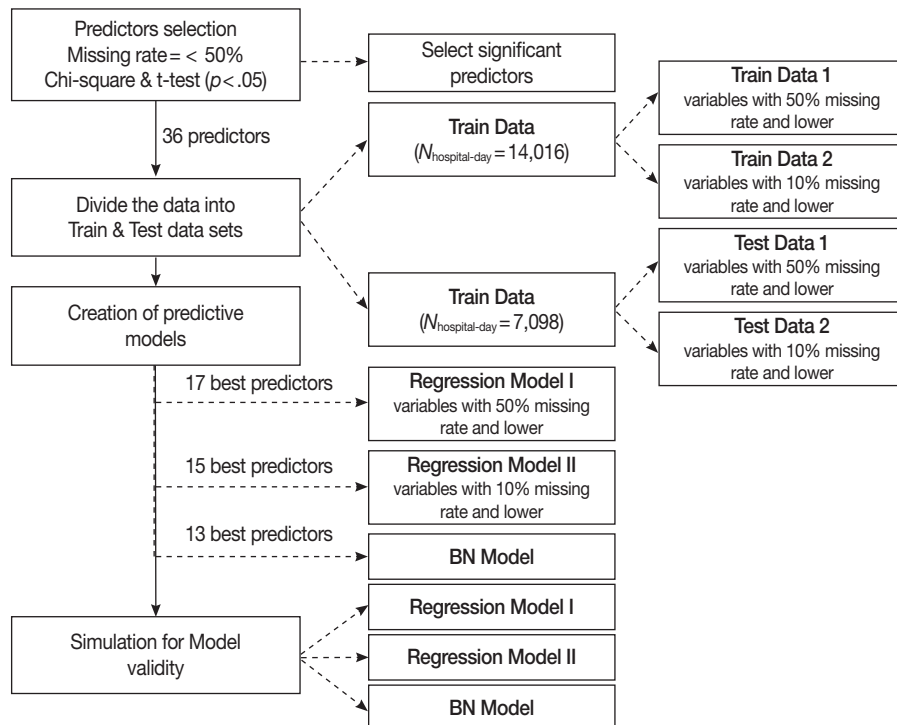 Predictors selection
Missing rate = < 50%
Chi-square & t-test (p< .05)
Select significant
predictors
36 predictors
Divide the data into
Train & Test data sets
Train Data
(Nhospital-day = 14,016)
Train Data 1
variables with 50% missing
rate and lower
Train Data 2
variables with 10% missing
rate and lower
Train Data
(Nhospital-day = 7,098)
Test Data 1
variables with 50% missing
rate and lower
Test Data 2
variables with 10% missing
rate and lower
Creation of predictive
models
17 best predictors
Regression Model I
variables with 50% missing
rate and lower
15 best predictors
Regression Model II
variables with 10% missing
rate and lower
13 best predictors
BN Model
Simulation for Model
validity
Regression Model I
Regression Model II
BN Model